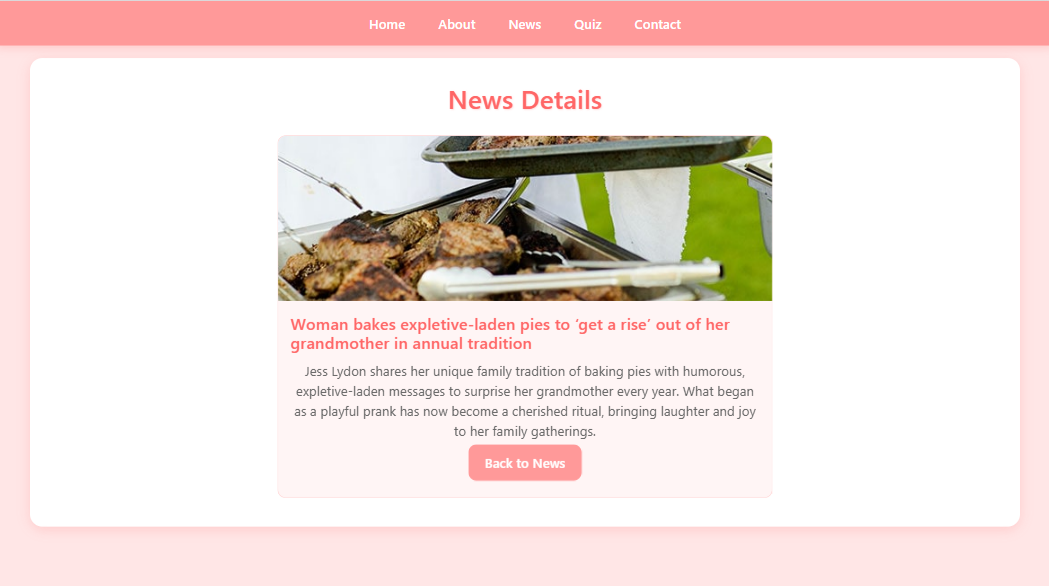 Home About News Quiz Contact
News Details
Woman bakes expletive-laden pies to ‘get a rise’ out of her
grandmother in annual tradition
Jess Lydon shares her unique family tradition of baking pies with humorous,
expletive-laden messages to surprise her grandmother every year. What began
as a playful prank has now become a cherished ritual, bringing laughter and joy
to her family gatherings.
Back to News